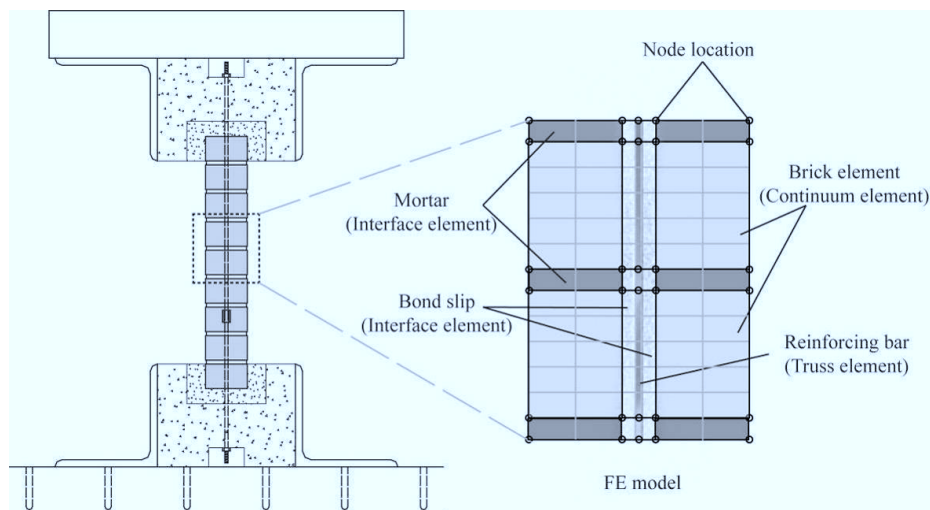 Node location
Brick element
(Continuum element)
Mortar
(Interface element)
Bond slip
(Interface element)
Reinforcing bar
(Truss element)
FE model